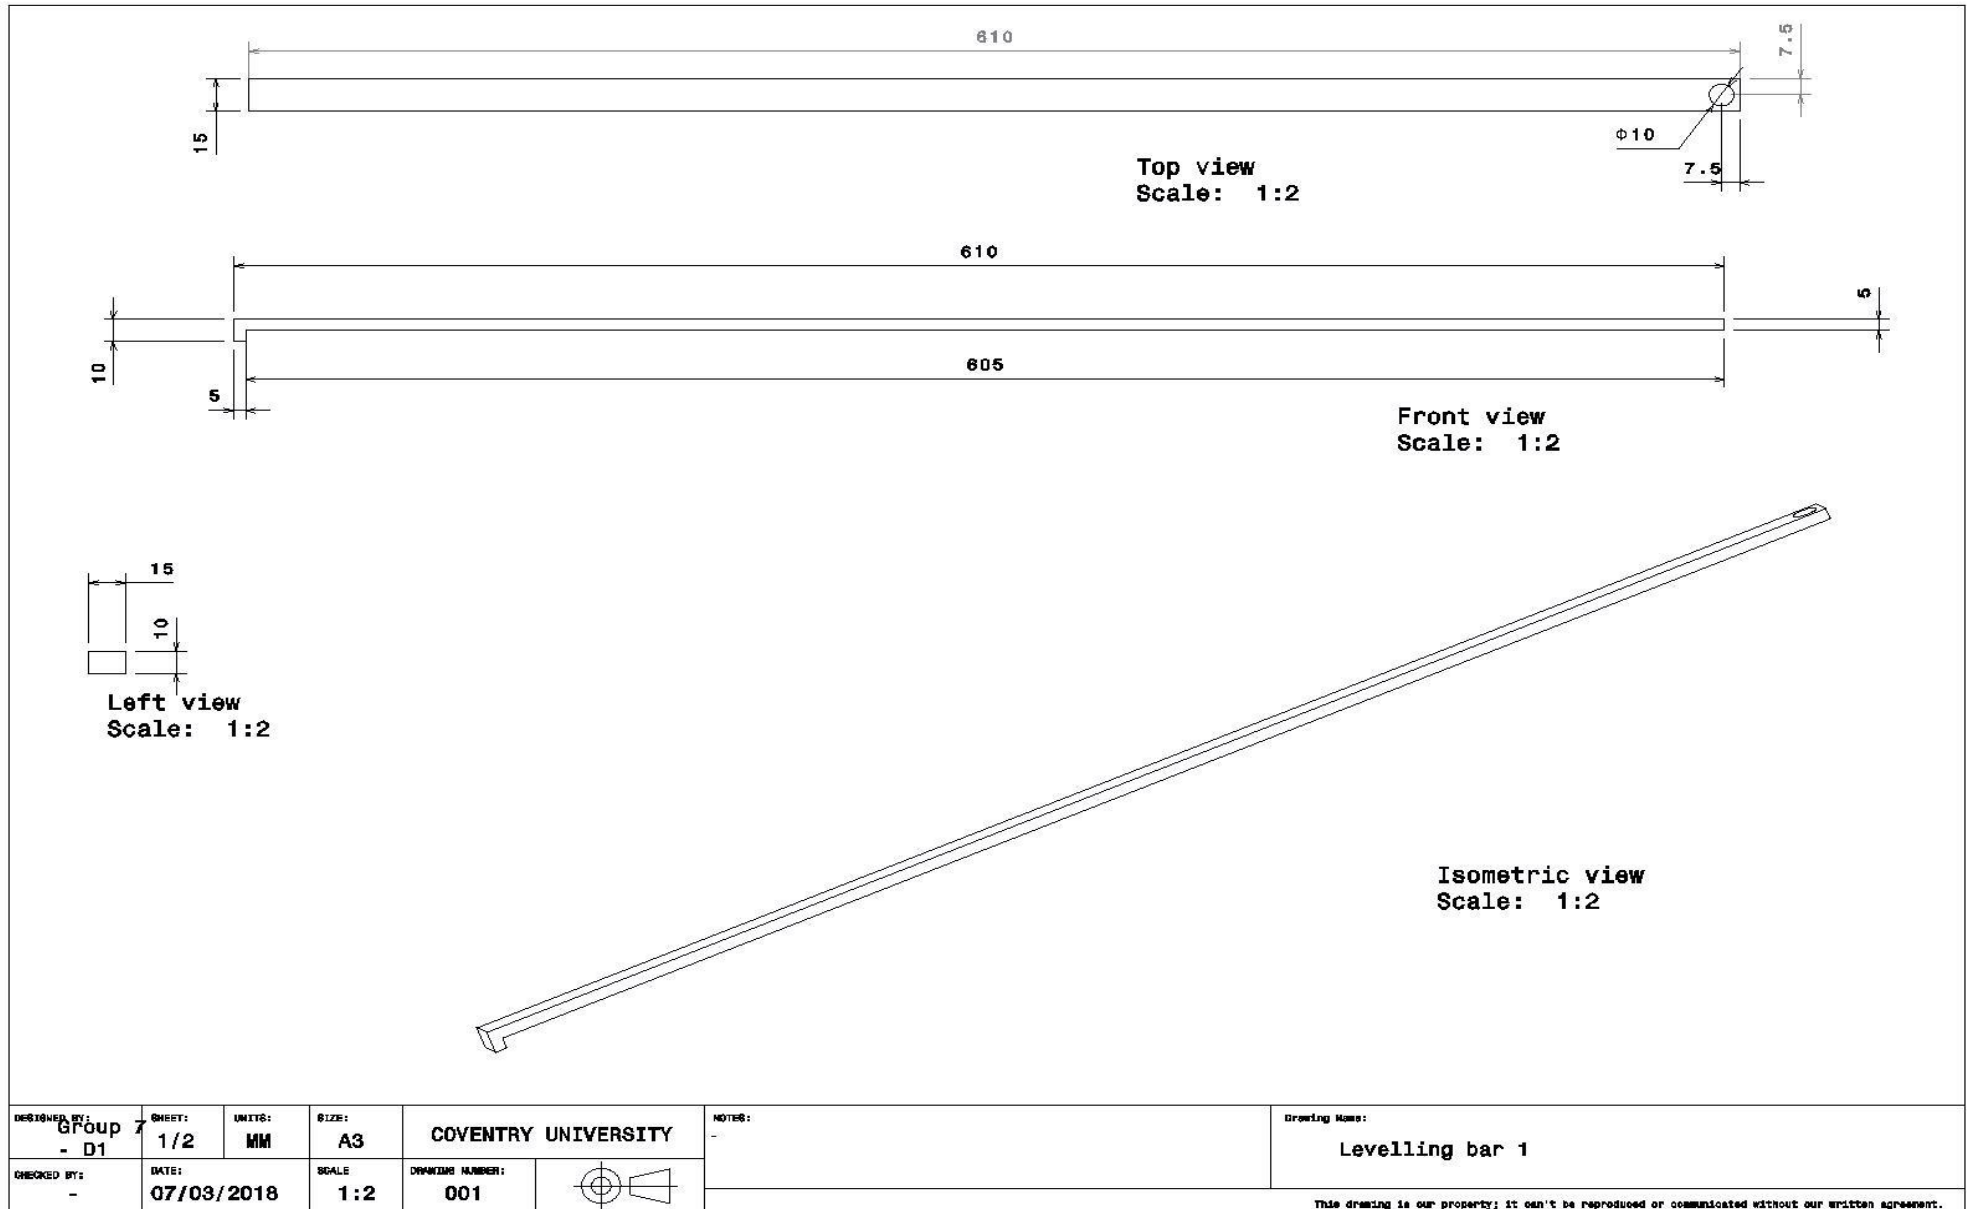 610
7.5
15
Φ10
7.5
Top view
Scale: 1:2
610
5
10
605
5
Front view
Scale: 1:2
15
10
Left view
Scale: 1:2
Isometric view
Scale: 1:2
DESIGNED BY:
Group 7
- D1
SHEET:
1/2
UNITS:
MM
SIZE:
A3
COVENTRY UNIVERSITY
NOTES:
-
Drawing Name:
Levelling bar 1
CHECKED BY:
-
DATE:
07/03/2018
SCALE
1:2
DRAWING NUMBER:
001
This drawing is our property; it can't be reproduced or communicated without our written agreement.